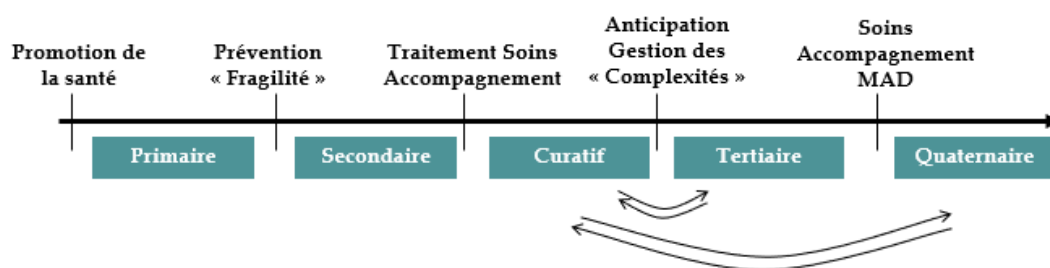 Promotion de
la santé
Prévention
« Fragilité »
Traitement Soins
Accompagnement
Anticipation
Gestion des
« Complexités »
Soins
Accompagnement
MAD
Primaire
Secondaire
Curatif
Tertiaire
Quaternaire